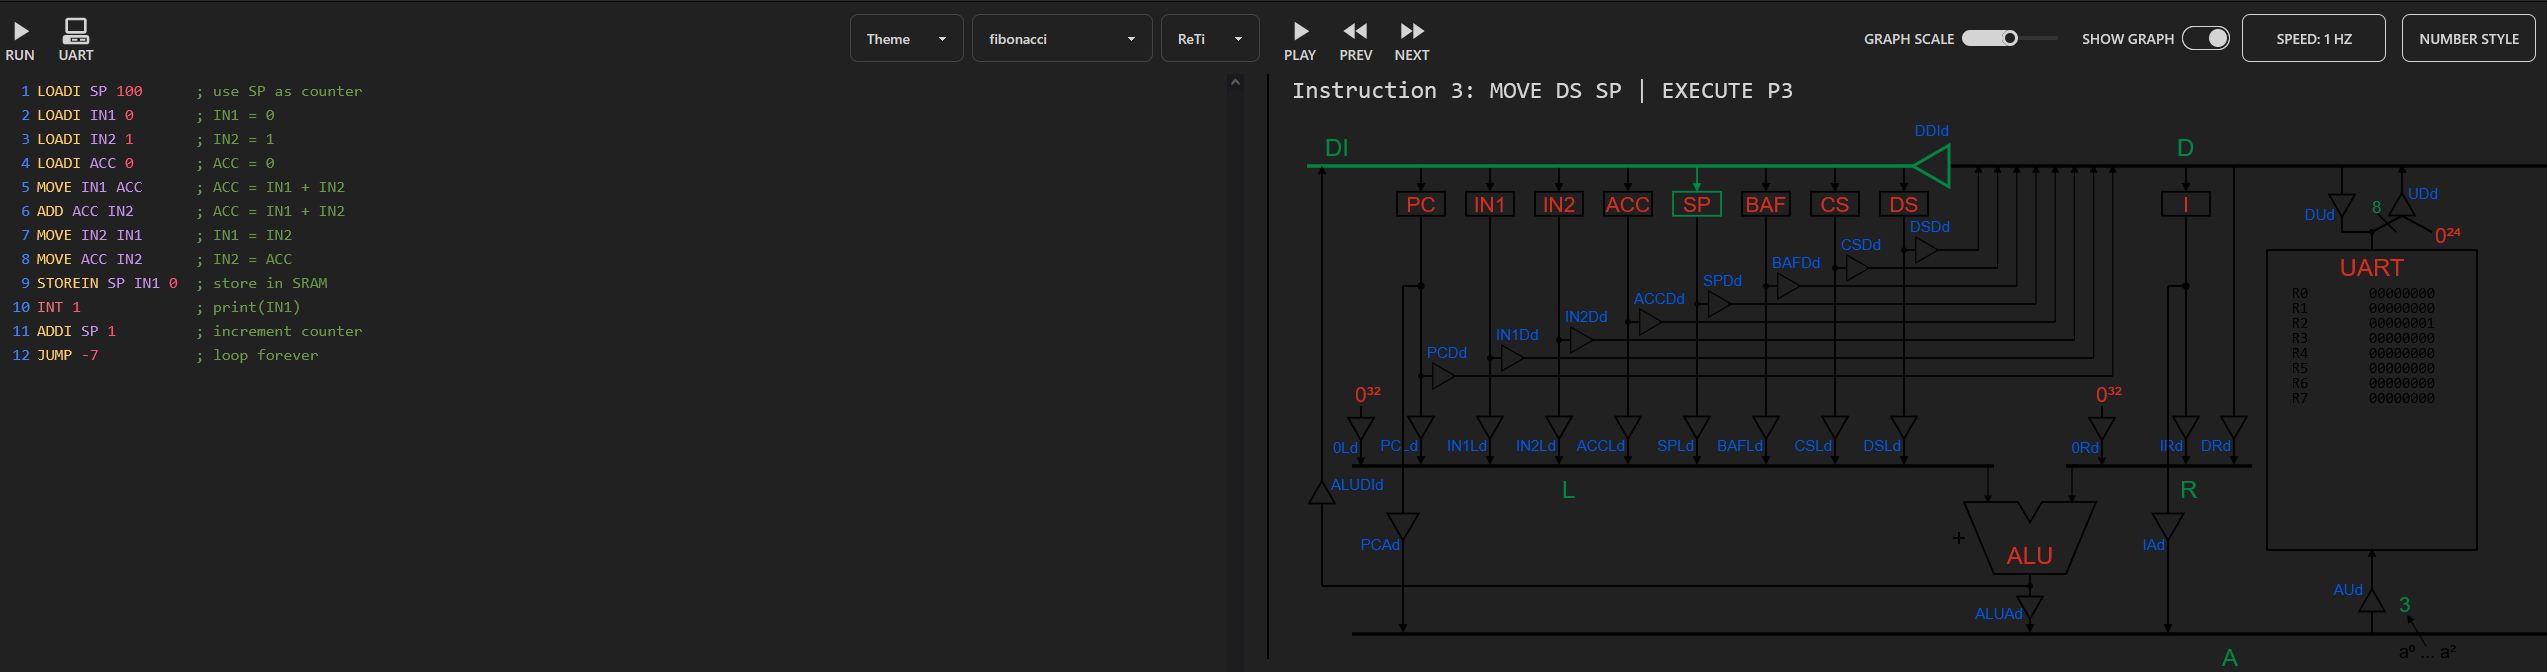 RUN
UART
Theme
fibonacci
ReTi
PLAY
PREV
NEXT
GRAPH SCALE
SHOW GRAPH
SPEED: 1 HZ
NUMBER STYLE
1 LOADI SP 100 ; use SP as counter
2 LOADI IN1 0 ; IN1 = 0
3 LOADI IN2 1 ; IN2 = 1
4 LOADI ACC 0 ; ACC = 0
5 MOVE IN1 ACC ; ACC = IN1 + IN2
6 ADD ACC IN2 ; ACC = IN1 + IN2
7 MOVE IN2 IN1 ; IN1 = IN2
8 MOVE ACC IN2 ; IN2 = ACC
9 STOREIN SP IN1 0 ; store in SRAM
10 INT 1 ; print(IN1)
11 ADDI SP 1 ; increment counter
12 JUMP -7 ; loop forever
Instruction 3: MOVE DS SP | EXECUTE P3
DDId
DI
D
PC
IN1
IN2
ACC
SP
BAF
CS
DS
I
UDd
DUd
8
0²⁴
DSDd
CSDd
BAFDd
SPDd
ACCDd
IN2Dd
IN1Dd
PCDd
UART
R0 00000000
R1 00000000
R2 00000001
R3 00000000
R4 00000000
R5 00000000
R6 00000000
R7 00000000
0³²
0³²
0Ld
PCLd
IN1Ld
IN2Ld
ACCLd
SPLd
BAFLd
CSLd
DSLd
0Rd
IRd
DRd
ALUDId
L
R
PCAd
+
ALU
IAd
ALUAd
AUd
3
a⁰ ... a²
A